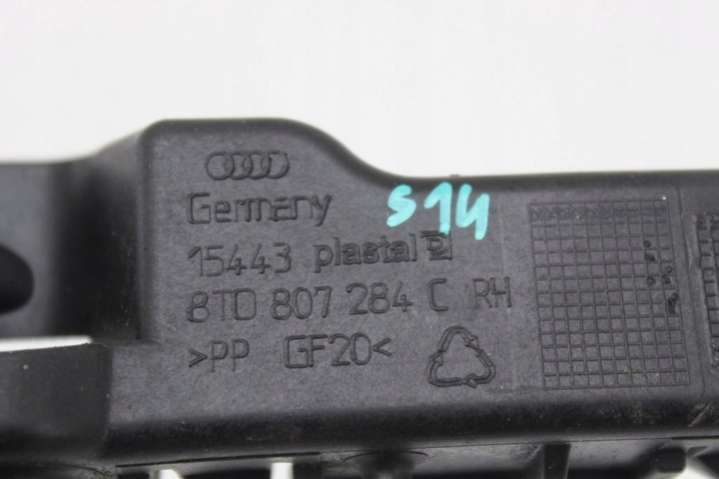 Germany S14
15443 plastal
8T0 807 284 C RH
>PP GF20<